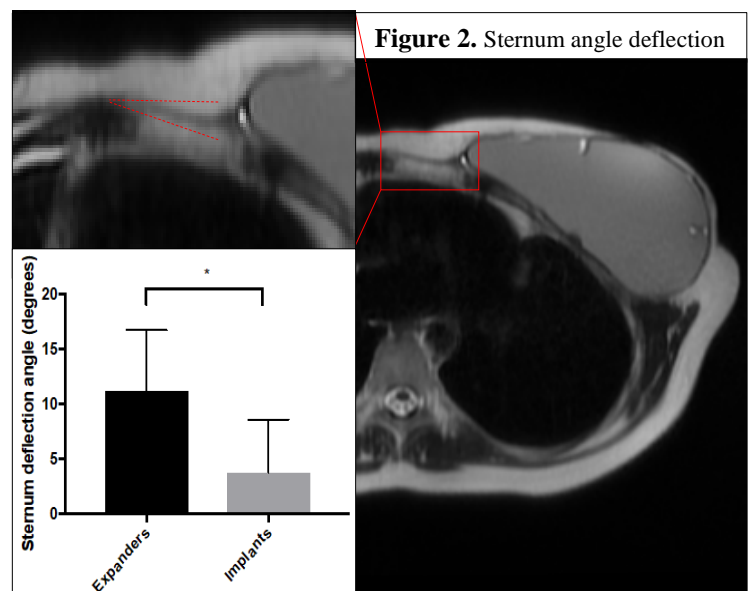 Figure 2. Sternum angle deflection
Sternum deflection angle (degrees)
*
20
15
10
5
0
Expanders
Implants